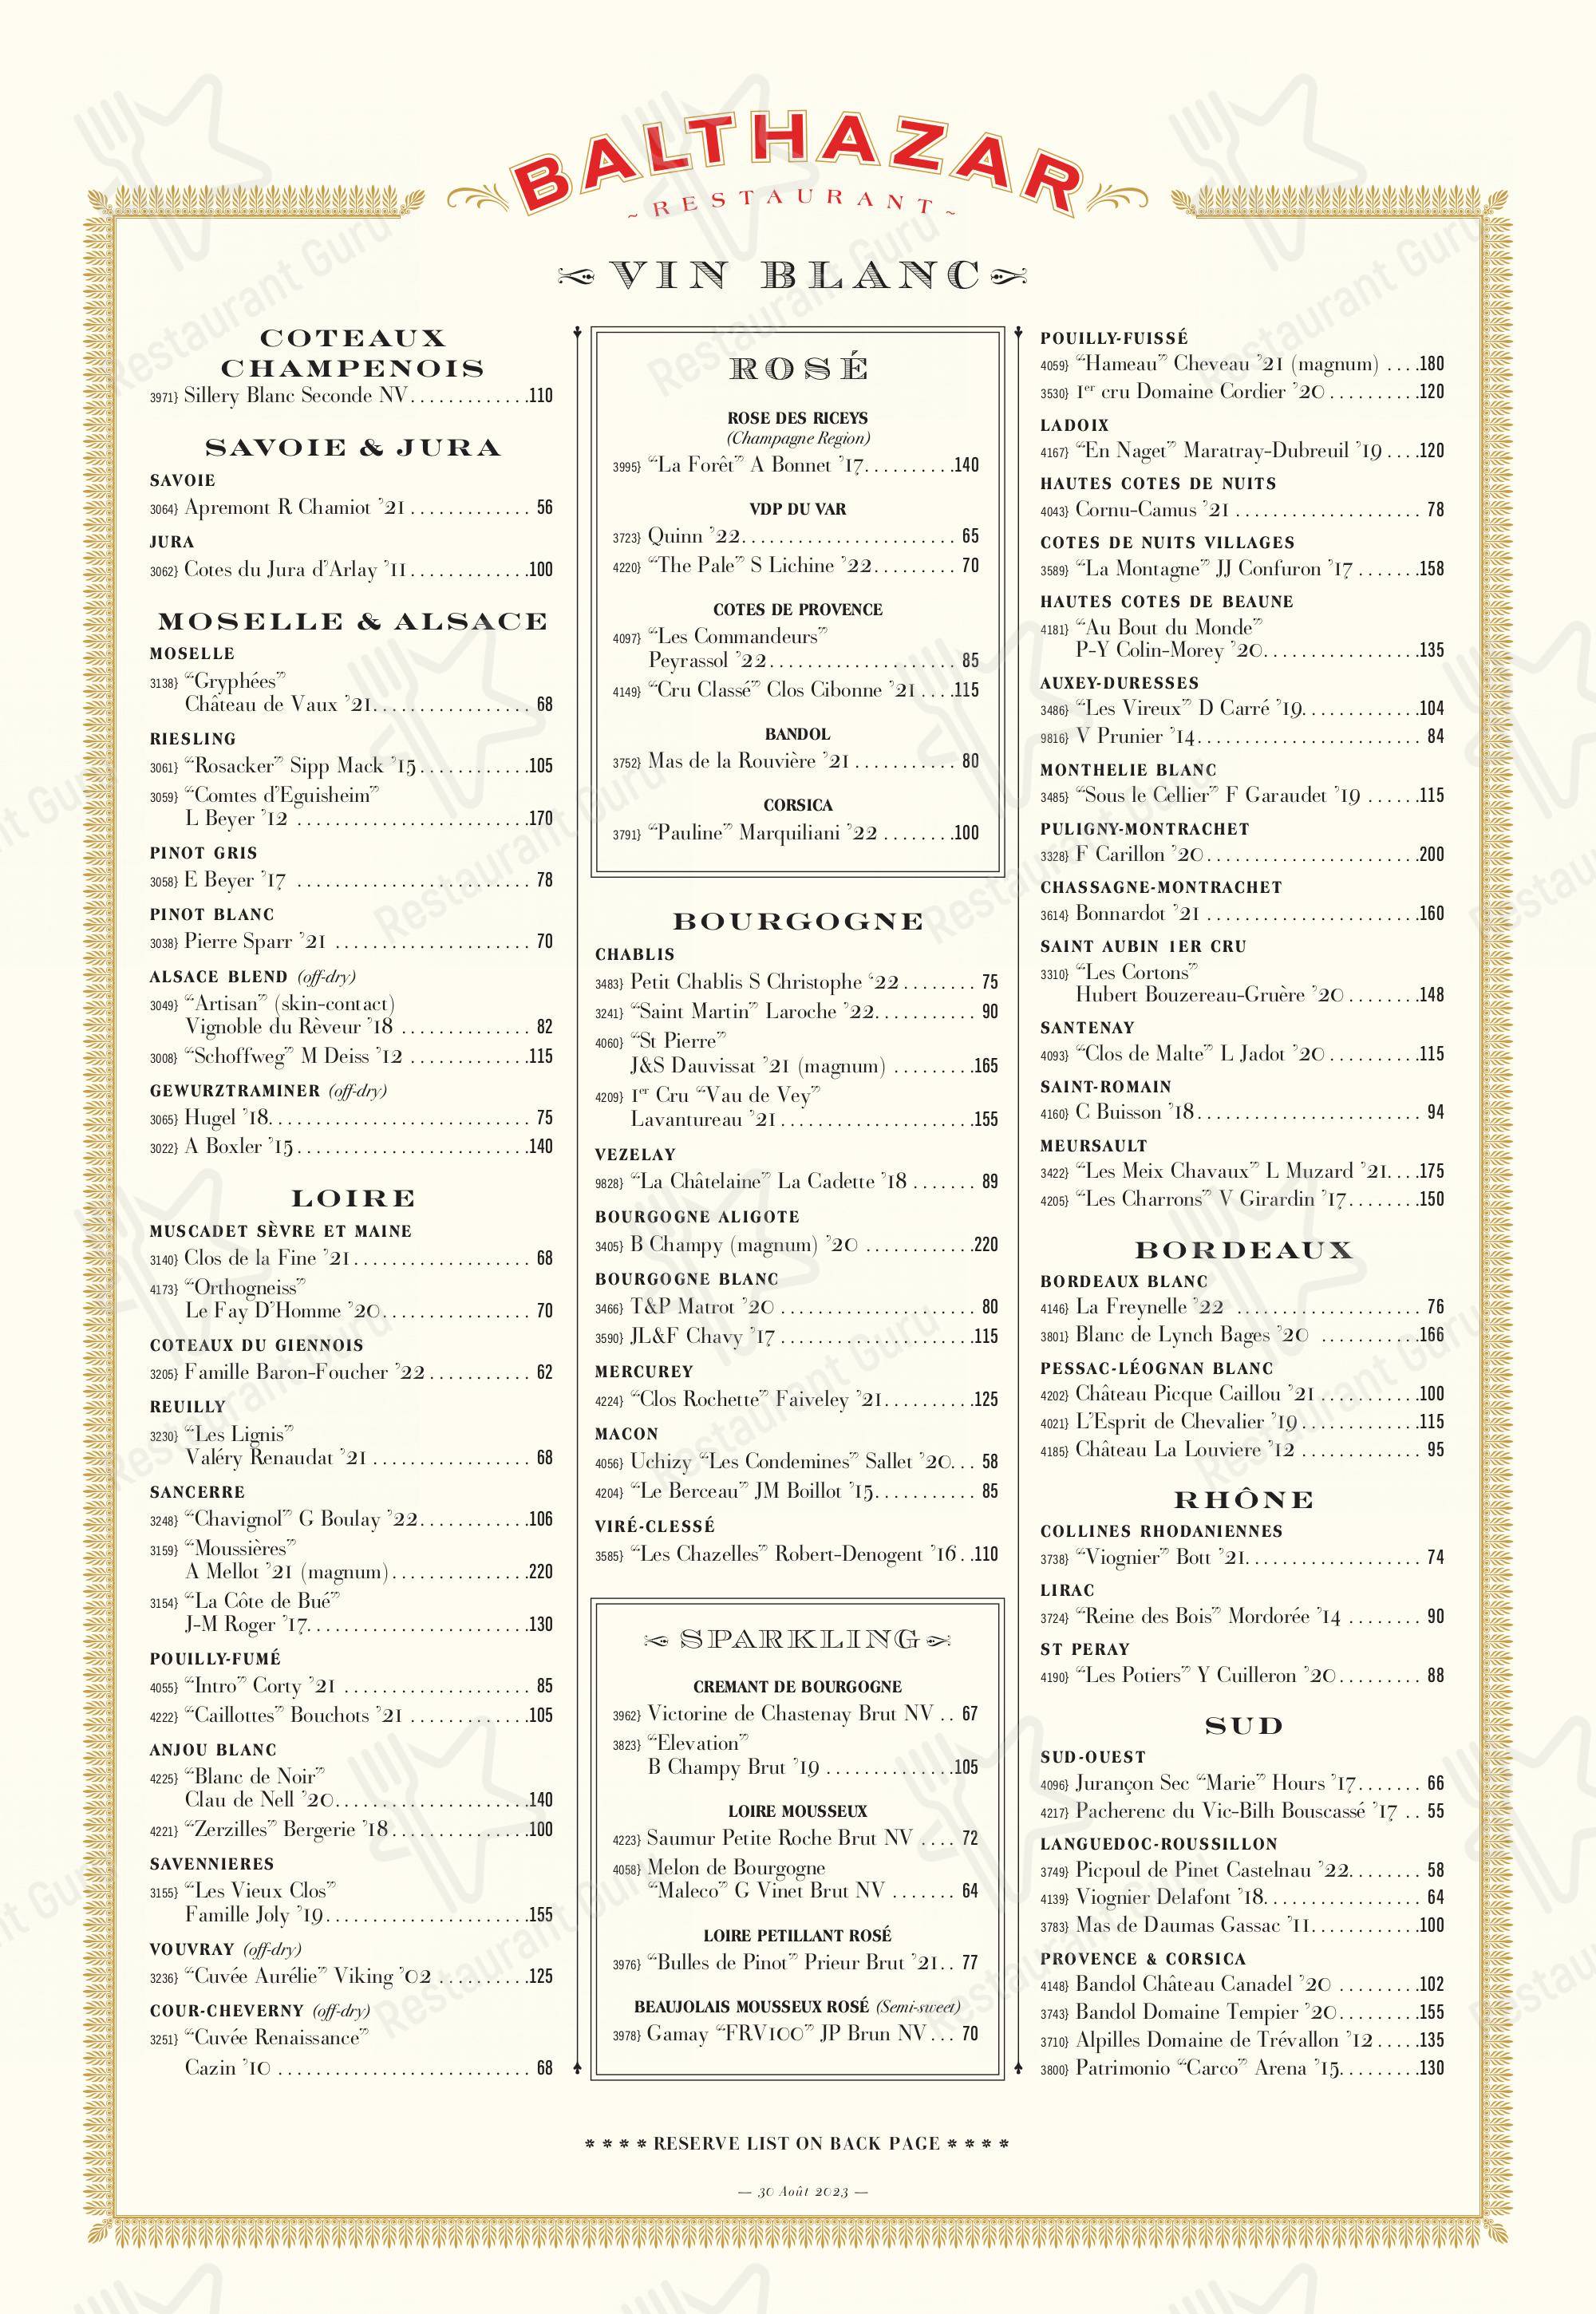 BALTHAZAR
~ RESTAURANT ~
VIN BLANC
COTEAUX
CHAMPENOIS
3971} Sillery Blanc Seconde NV.............110
SAVOIE & JURA
SAVOIE
3064} Apremont R Chamiot ’21............. 56
JURA
3062} Cotes du Jura d’Arlay ’11.............100
MOSELLE & ALSACE
MOSELLE
3138} “Gryphées”
Château de Vaux ’21................. 68
RIESLING
3061} “Rosacker” Sipp Mack ’15............105
3059} “Comtes d’Eguisheim”
L Beyer ’12 .........................170
PINOT GRIS
3058} E Beyer ’17 ......................... 78
PINOT BLANC
3038} Pierre Sparr ’21 ..................... 70
ALSACE BLEND (off-dry)
3049} “Artisan” (skin-contact)
Vignoble du Rèveur ’18 .............. 82
3008} “Schoffweg” M Deiss ’12 .............115
GEWURZTRAMINER (off-dry)
3065} Hugel ’18............................ 75
3022} A Boxler ’15.........................140
LOIRE
MUSCADET SÈVRE ET MAINE
3140} Clos de la Fine ’21................... 68
4173} “Orthogneiss”
Le Fay D’Homme ’20................ 70
COTEAUX DU GIENNOIS
3205} Famille Baron-Foucher ’22........... 62
REUILLY
3230} “Les Lignis”
Valéry Renaudat ’21................. 68
SANCERRE
3248} “Chavignol” G Boulay ’22............106
3159} “Moussières”
A Mellot ’21 (magnum)...............220
3154} “La Côte de Bué”
J-M Roger ’17........................130
POUILLY-FUMÉ
4055} “Intro” Corty ’21 .................... 85
4222} “Caillottes” Bouchots ’21 .............105
ANJOU BLANC
4225} “Blanc de Noir”
Clau de Nell ’20.....................140
4221} “Zerzilles” Bergerie ’18...............100
SAVENNIERES
3155} “Les Vieux Clos”
Famille Joly ’19......................155
VOUVRAY (off-dry)
3236} “Cuvée Aurélie” Viking ’02 ..........125
COUR-CHEVERNY (off-dry)
3251} “Cuvée Renaissance”
Cazin ’10 ........................... 68
ROSÉ
ROSE DES RICEYS
(Champagne Region)
3995} “La Forêt” A Bonnet ’17..........140
VDP DU VAR
3723} Quinn ’22....................... 65
4220} “The Pale” S Lichine ’22......... 70
COTES DE PROVENCE
4097} “Les Commandeurs”
Peyrassol ’22.................... 85
4149} “Cru Classé” Clos Cibonne ’21....115
BANDOL
3752} Mas de la Rouvière ’21........... 80
CORSICA
3791} “Pauline” Marquiliani ’22 ........100
BOURGOGNE
CHABLIS
3483} Petit Chablis S Christophe ‘22......... 75
3241} “Saint Martin” Laroche ’22........... 90
4060} “St Pierre”
J&S Dauvissat ’21 (magnum) .........165
4209} 1er Cru “Vau de Vey”
Lavantureau ’21.....................155
VEZELAY
9828} “La Châtelaine” La Cadette ’18....... 89
BOURGOGNE ALIGOTE
3405} B Champy (magnum) ’20 ............220
BOURGOGNE BLANC
3466} T&P Matrot ’20 ..................... 80
3590} JL&F Chavy ’17.....................115
MERCUREY
4224} “Clos Rochette” Faiveley ’21..........125
MACON
4056} Uchizy “Les Condemines” Sallet ’20... 58
4204} “Le Berceau” JM Boillot ’15........... 85
VIRÉ-CLESSÉ
3585} “Les Chazelles” Robert-Denogent ’16..110
SPARKLING
CREMANT DE BOURGOGNE
3962} Victorine de Chastenay Brut NV.. 67
3823} “Elevation”
B Champy Brut ’19 ..............105
LOIRE MOUSSEUX
4223} Saumur Petite Roche Brut NV .... 72
4058} Melon de Bourgogne
“Maleco” G Vinet Brut NV ....... 64
LOIRE PETILLANT ROSÉ
3976} “Bulles de Pinot” Prieur Brut ’21.. 77
BEAUJOLAIS MOUSSEUX ROSÉ (Semi-sweet)
3978} Gamay “FRV100” JP Brun NV... 70
POUILLY-FUISSÉ
4059} “Hameau” Cheveau ’21 (magnum) ....180
3530} 1er cru Domaine Cordier ’20..........120
LADOIX
4167} “En Naget” Maratray-Dubreuil ’19 ....120
HAUTES COTES DE NUITS
4043} Cornu-Camus ’21 .................... 78
COTES DE NUITS VILLAGES
3589} “La Montagne” JJ Confuron ’17.......158
HAUTES COTES DE BEAUNE
4181} “Au Bout du Monde”
P-Y Colin-Morey ’20.................135
AUXEY-DURESSES
3486} “Les Vireux” D Carré ’19.............104
9816} V Prunier ’14........................ 84
MONTHELIE BLANC
3485} “Sous le Cellier” F Garaudet ’19 ......115
PULIGNY-MONTRACHET
3328} F Carillon ’20.......................200
CHASSAGNE-MONTRACHET
3614} Bonnardot ’21 .......................160
SAINT AUBIN 1ER CRU
3310} “Les Cortons”
Hubert Bouzereau-Gruère ’20........148
SANTENAY
4093} “Clos de Malte” L Jadot ’20..........115
SAINT-ROMAIN
4160} C Buisson ’18........................ 94
MEURSAULT
3422} “Les Meix Chavaux” L Muzard ’21....175
4205} “Les Charrons” V Girardin ’17........150
BORDEAUX
BORDEAUX BLANC
4146} La Freynelle ’22 .................... 76
3801} Blanc de Lynch Bages ’20 ...........166
PESSAC-LÉOGNAN BLANC
4202} Château Picque Caillou ’21...........100
4021} L’Esprit de Chevalier ’19.............115
4185} Château La Louviere ’12 ............. 95
RHÔNE
COLLINES RHODANIENNES
3738} “Viognier” Bott ’21................... 74
LIRAC
3724} “Reine des Bois” Mordorée ’14 ........ 90
ST PERAY
4190} “Les Potiers” Y Cuilleron ’20......... 88
SUD
SUD-OUEST
4096} Jurançon Sec “Marie” Hours ’17....... 66
4217} Pacherenc du Vic-Bilh Bouscassé ’17 .. 55
LANGUEDOC-ROUSSILLON
3749} Picpoul de Pinet Castelnau ’22........ 58
4139} Viognier Delafont ’18................. 64
3783} Mas de Daumas Gassac ’11............100
PROVENCE & CORSICA
4148} Bandol Château Canadel ’20 .........102
3743} Bandol Domaine Tempier ’20.........155
3710} Alpilles Domaine de Trévallon ’12.....135
3800} Patrimonio “Carco” Arena ’15.........130
**** RESERVE LIST ON BACK PAGE ****
— 30 Août 2023 —
Restaurant Guru